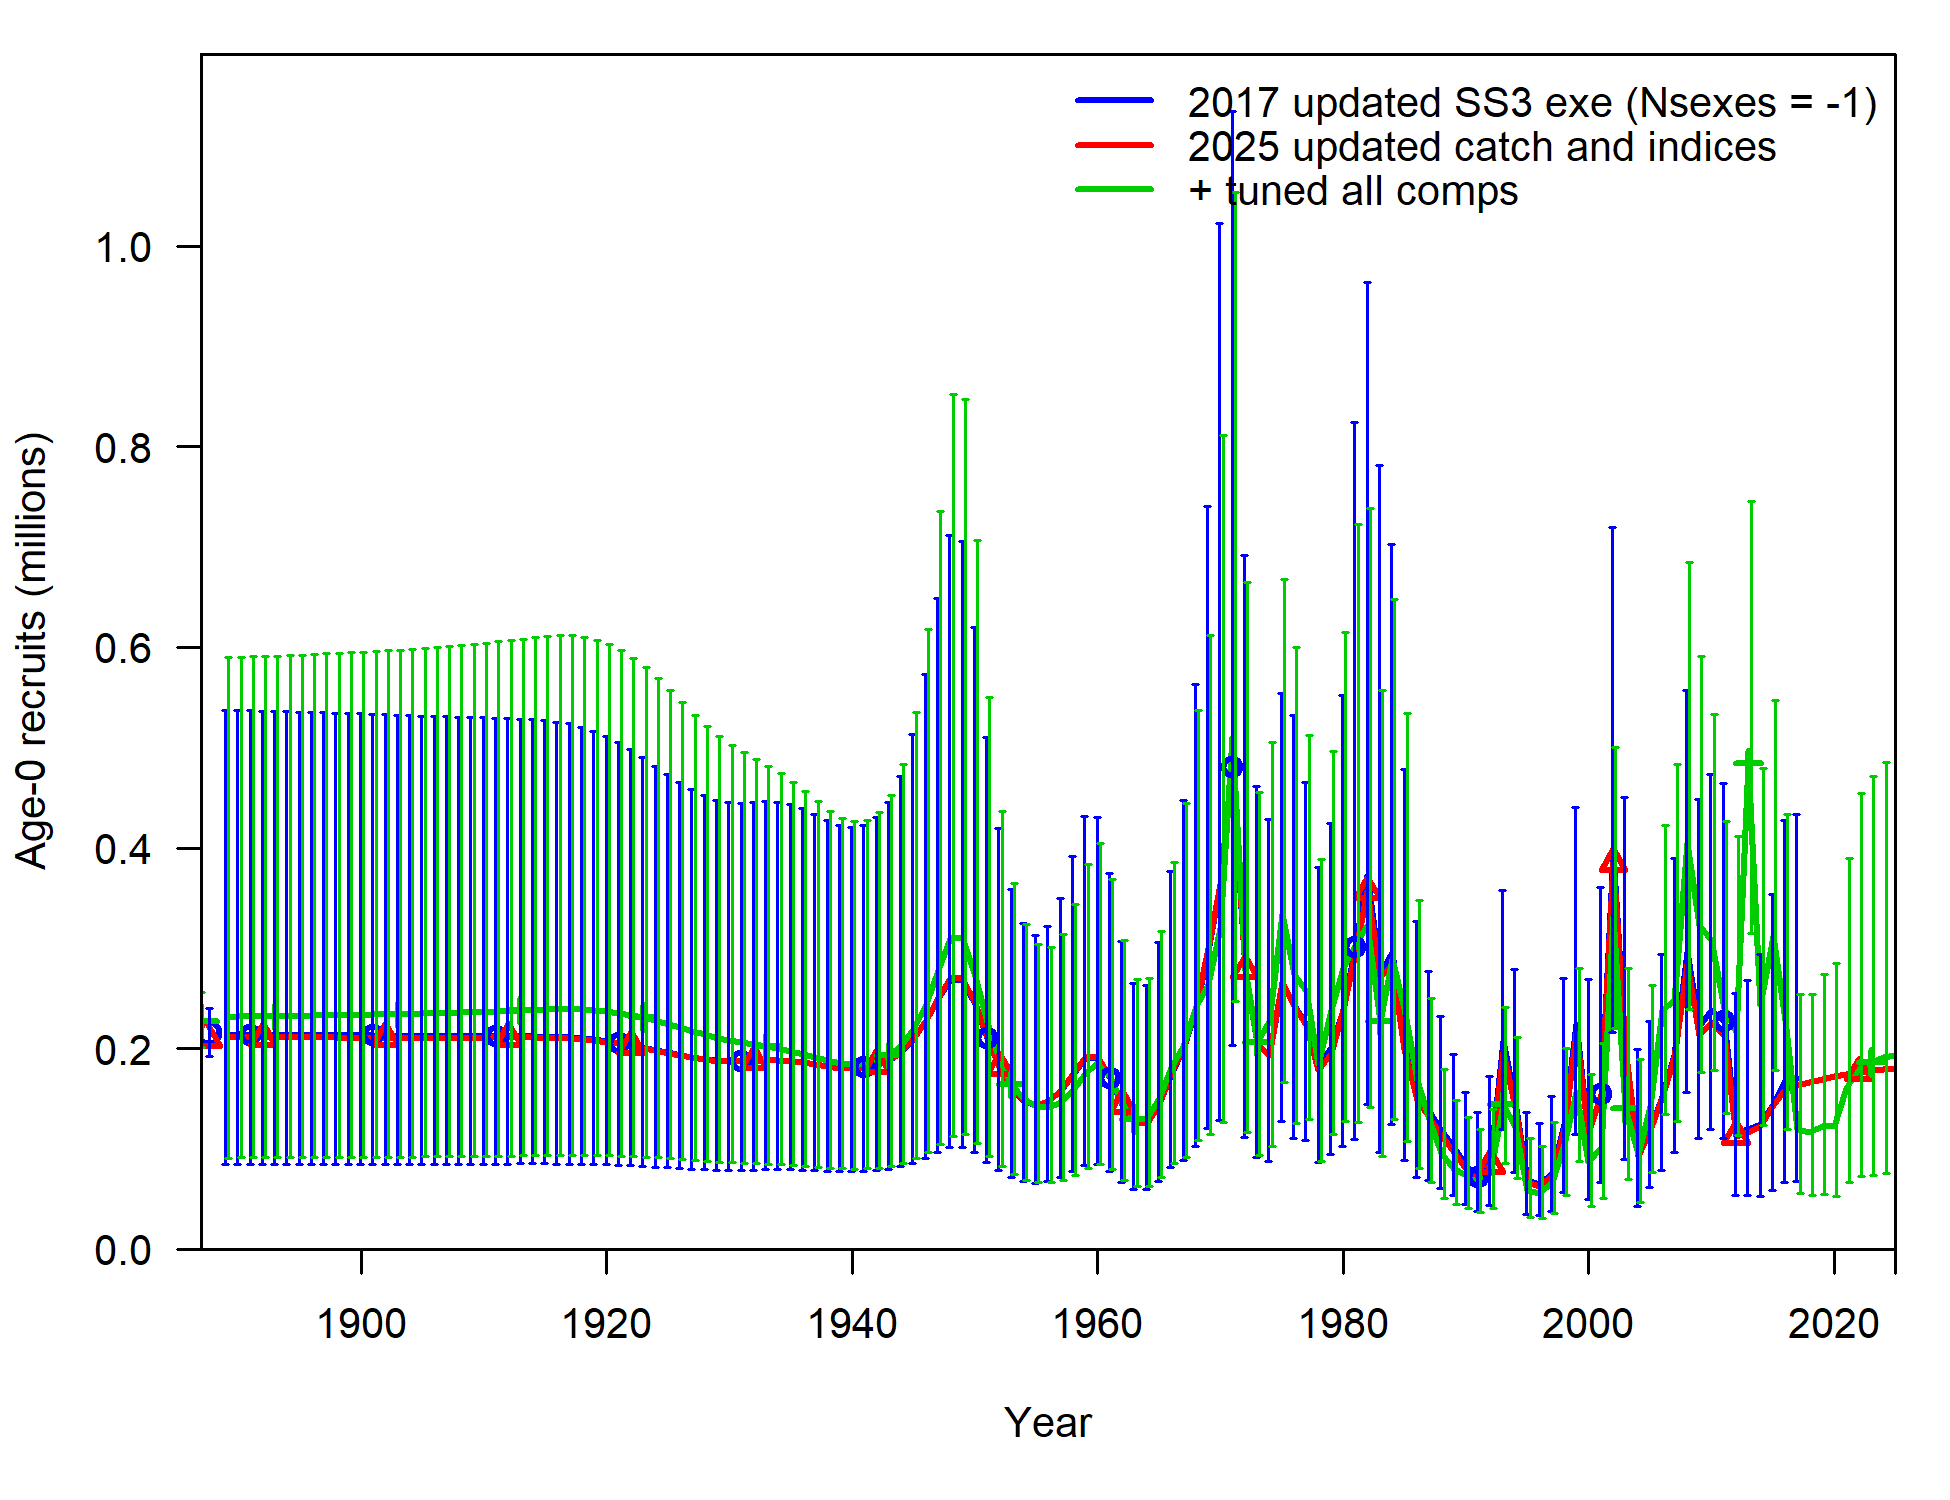 2017 updated SS3 exe (Nsexes = -1)
2025 updated catch and indices
+ tuned all comps
Age-0 recruits (millions)
1.0
0.8
0.6
0.4
0.2
0.0
1900 1920 1940 1960 1980 2000 2020
Year